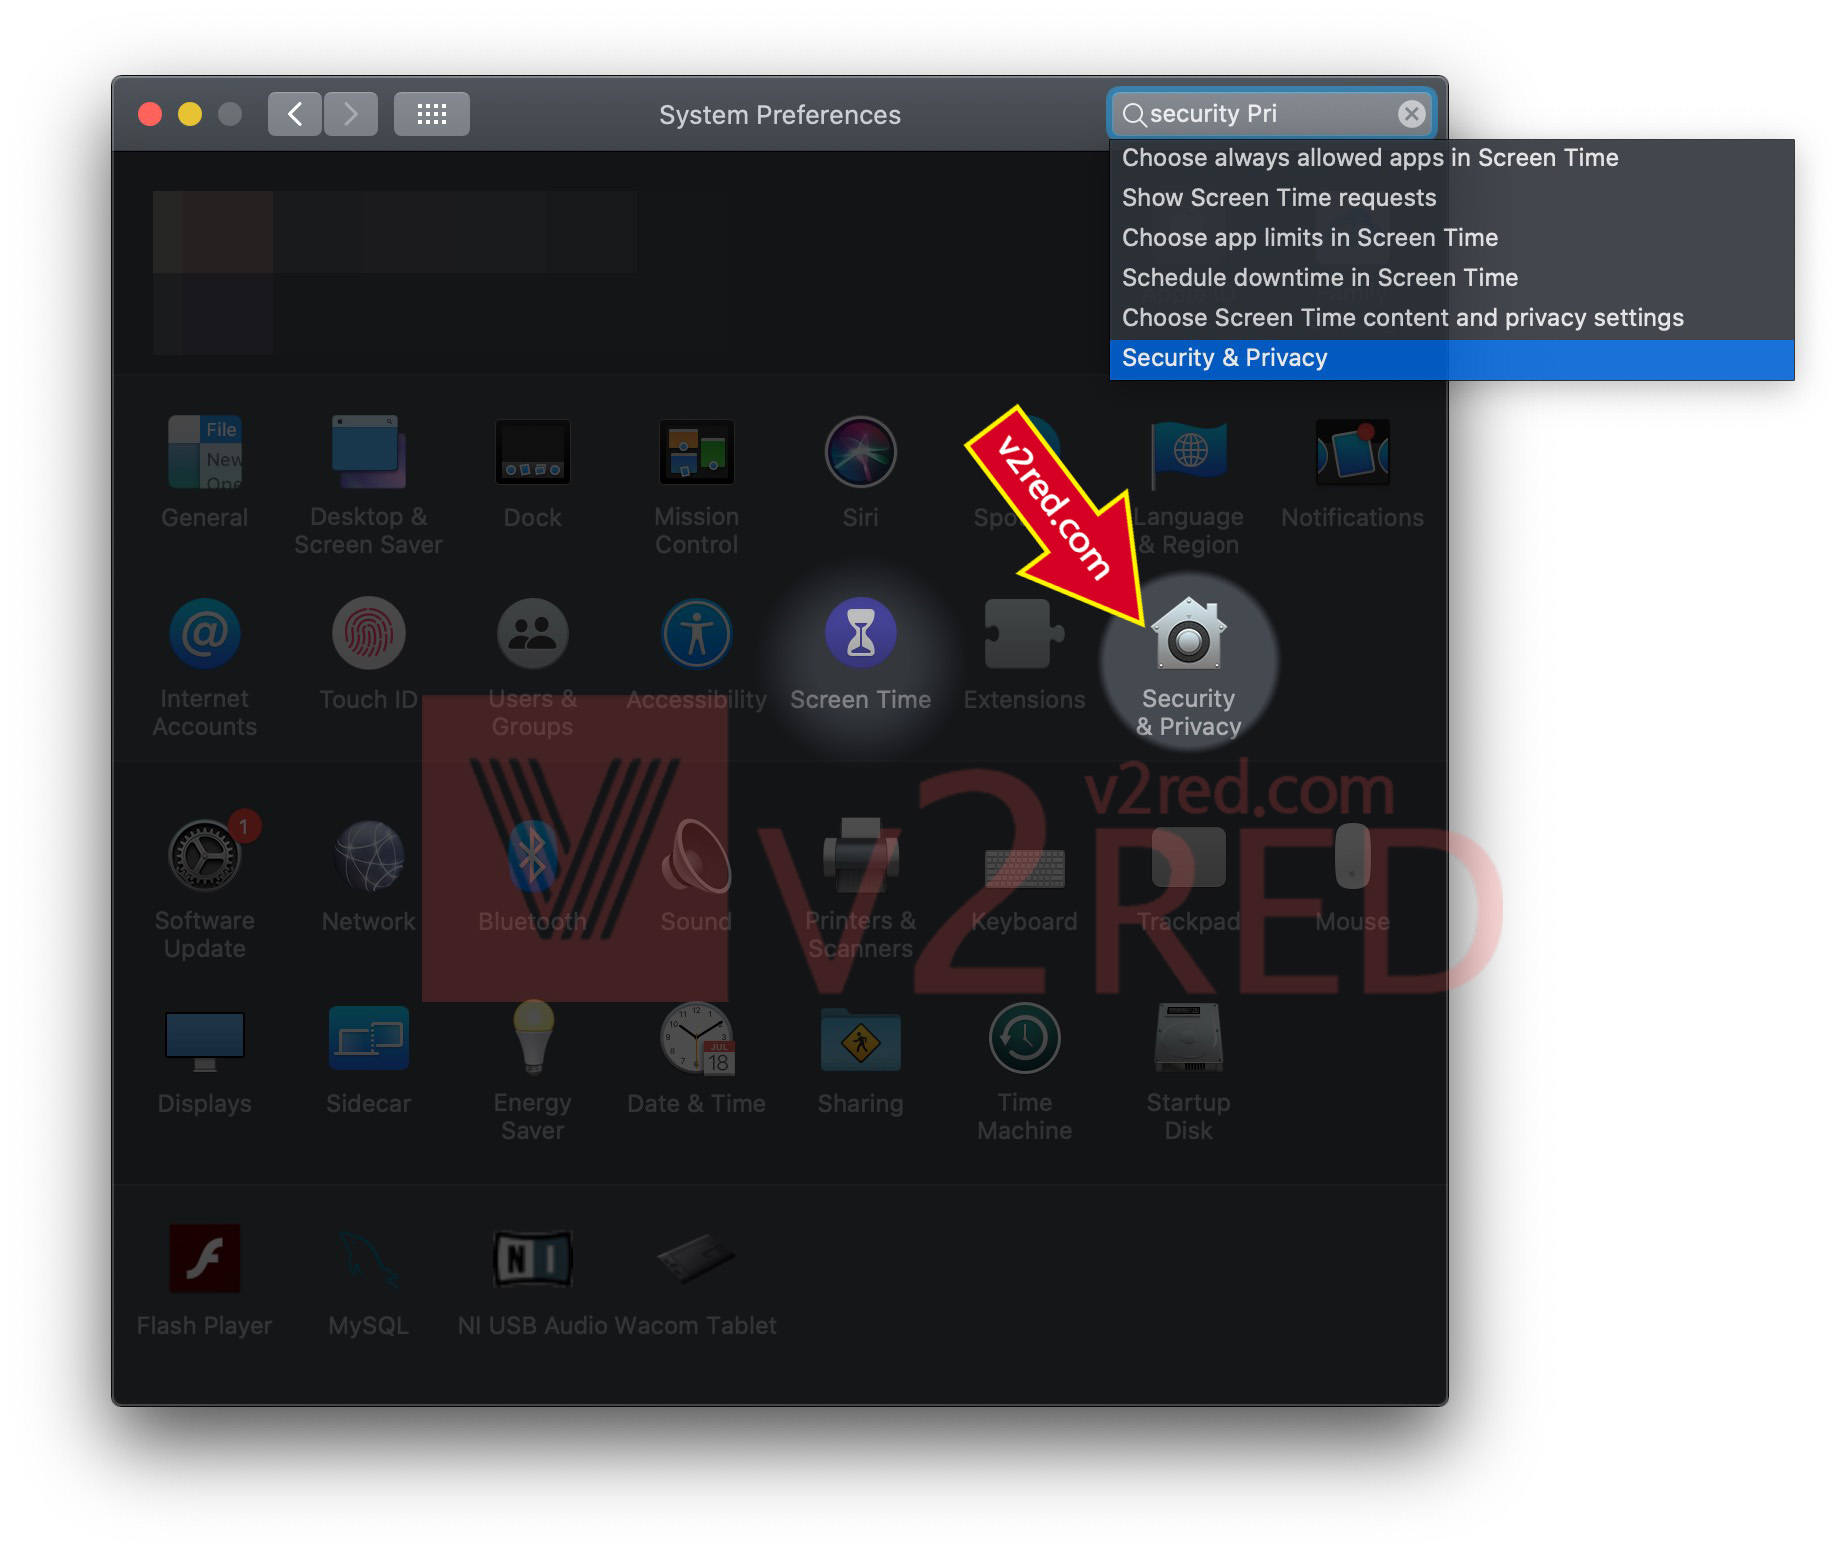 System Preferences
security Pri
Choose always allowed apps in Screen Time
Show Screen Time requests
Choose app limits in Screen Time
Schedule downtime in Screen Time
Choose Screen Time content and privacy settings
Security & Privacy
File
New
One
General
Desktop &
Screen Saver
Dock
Mission
Control
Siri
Language
& Region
Notifications
v2red.com
Internet
Accounts
Touch ID
Users &
Groups
Accessibility
Screen Time
Extensions
Security
& Privacy
v2red.com
V2RED
1
Software
Update
Network
Bluetooth
Sound
Printers &
Scanners
Keyboard
Trackpad
Mouse
JUL
18
Displays
Sidecar
Energy
Saver
Date & Time
Sharing
Time
Machine
Startup
Disk
NI
Flash Player
MySQL
NI USB Audio
Wacom Tablet